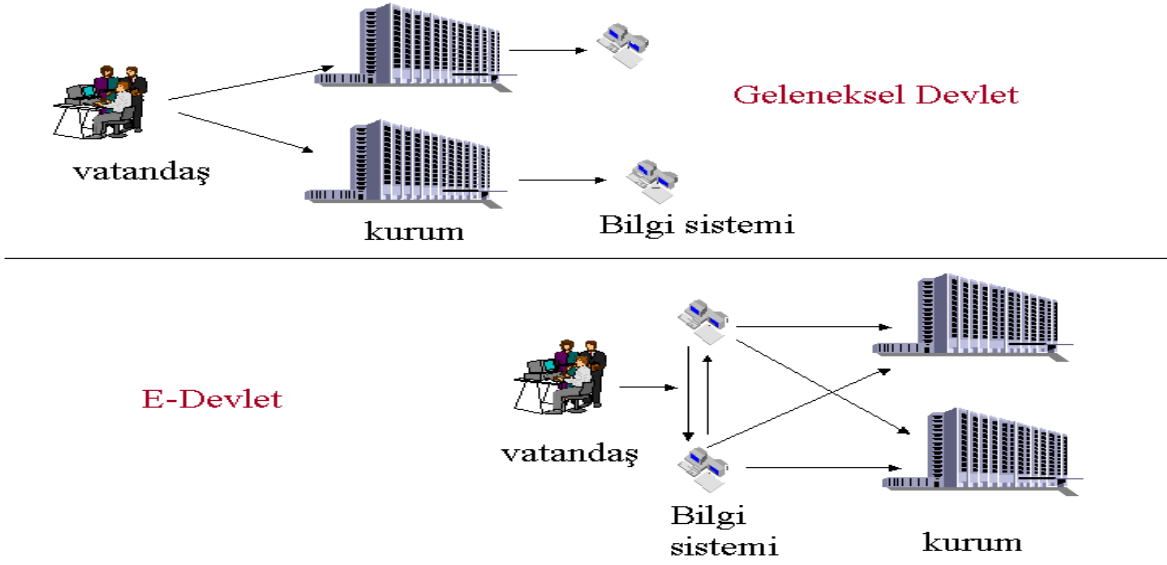 Geleneksel Devlet
vatandaş
kurum
Bilgi sistemi
E-Devlet
vatandaş
Bilgi
sistemi
kurum